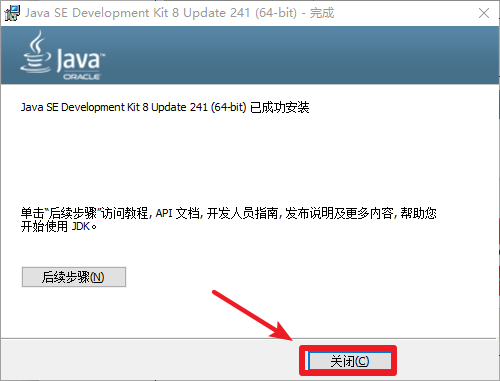 Java SE Development Kit 8 Update 241 (64-bit) - 完成
Java
ORACLE
Java SE Development Kit 8 Update 241 (64-bit) 已成功安装
单击“后续步骤”访问教程, API 文档, 开发人员指南, 发布说明及更多内容, 帮助您
开始使用 JDK。
后续步骤(N)
关闭(C)